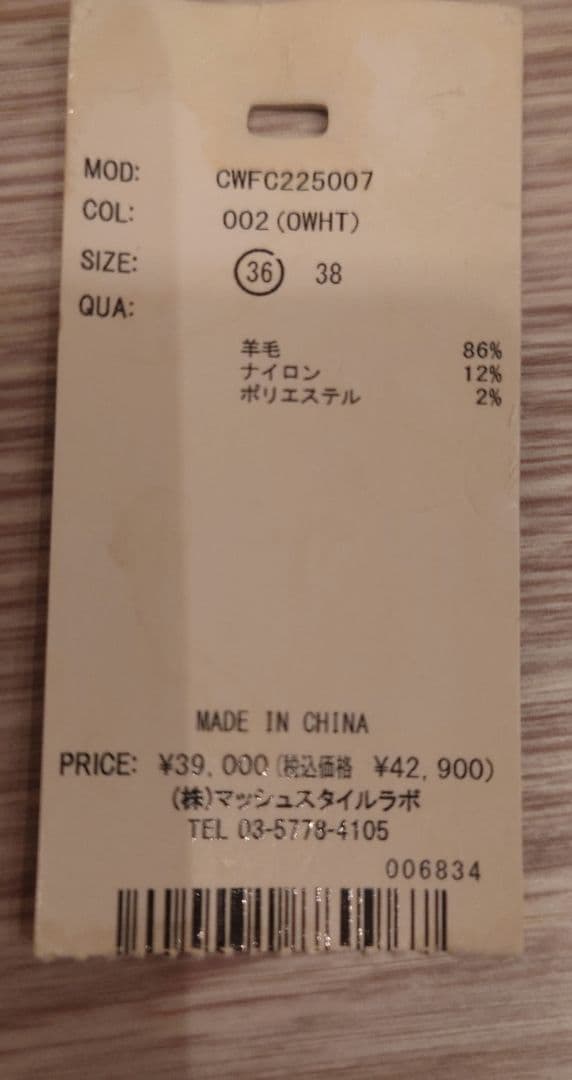 MOD: CWFC225007
COL: 002(OWHT)
SIZE: 36 38
QUA:
羊毛 86%
ナイロン 12%
ポリエステル 2%
MADE IN CHINA
PRICE: ¥39,000(税込価格 ¥42,900)
(株)マッシュスタイルラボ
TEL 03-5778-4105
006834